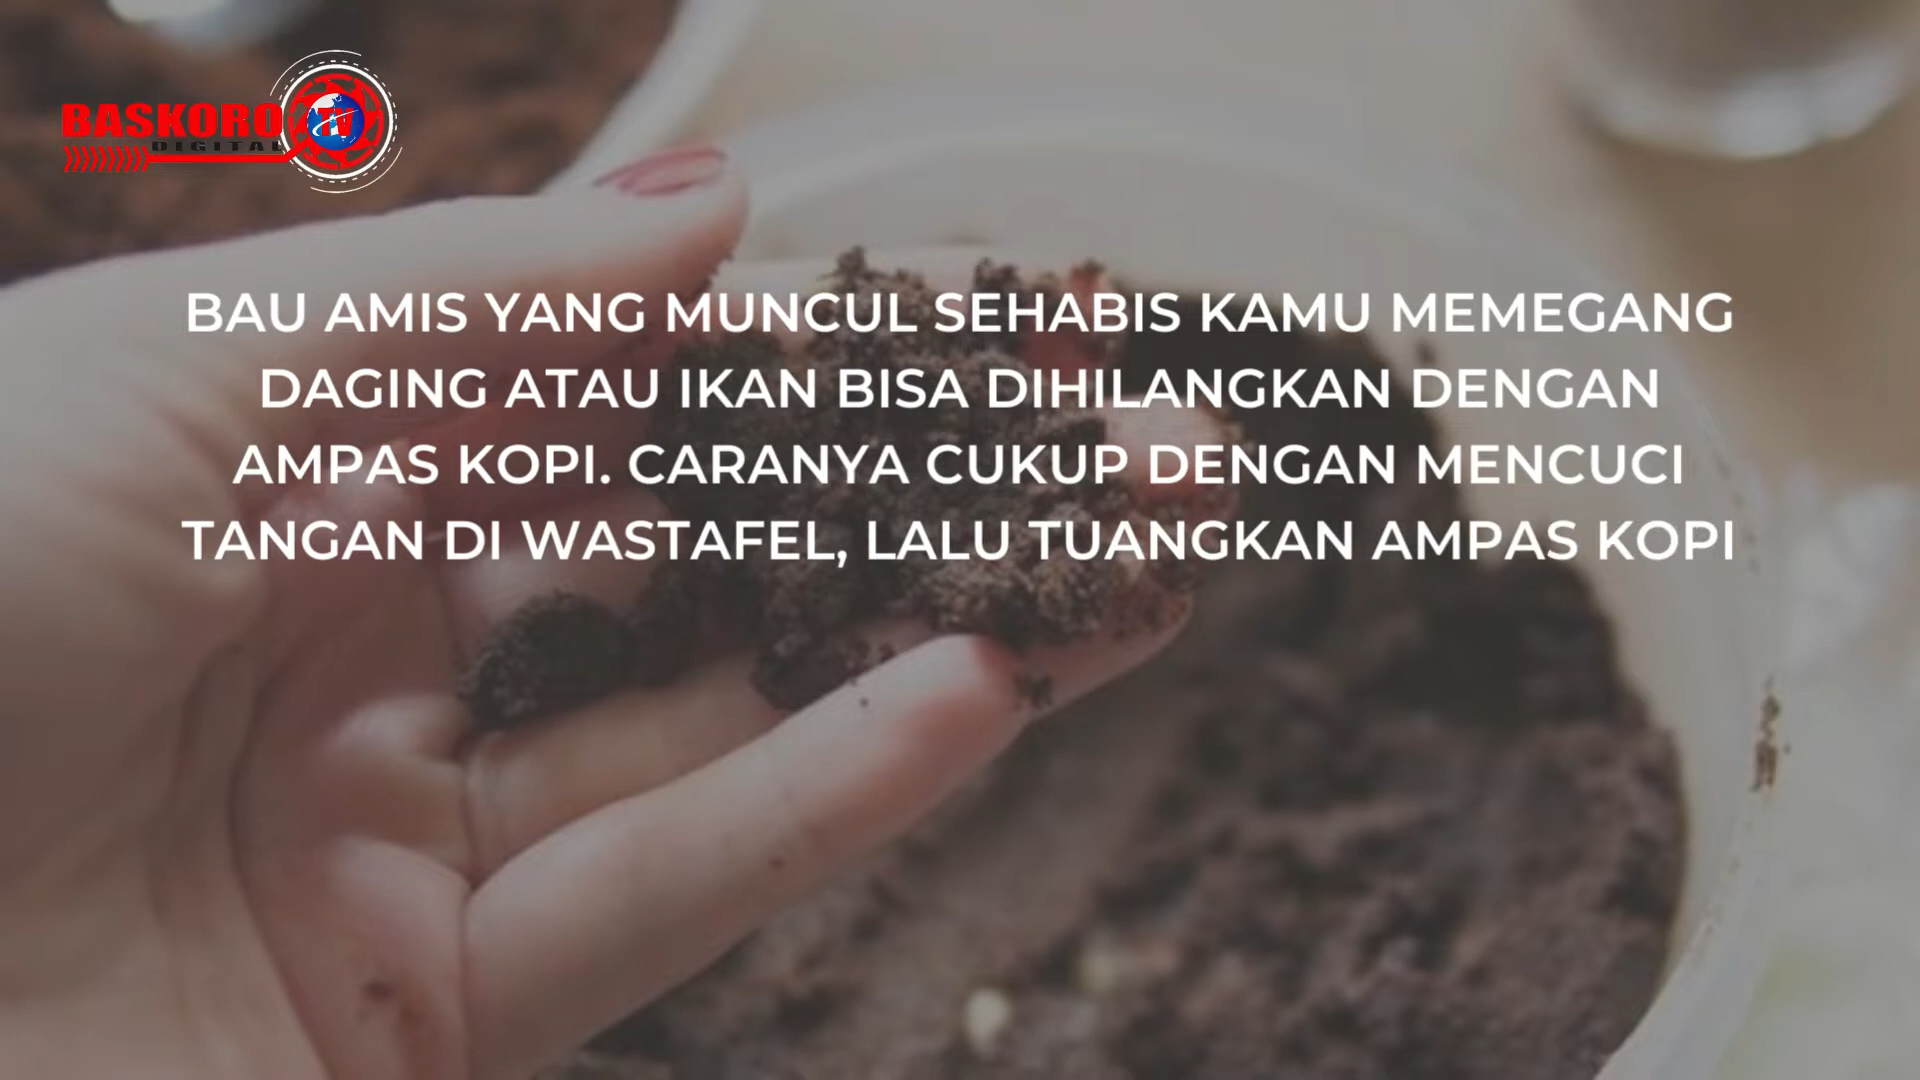 BASKORO TV
DIGITAL
BAU AMIS YANG MUNCUL SEHABIS KAMU MEMEGANG
DAGING ATAU IKAN BISA DIHILANGKAN DENGAN
AMPAS KOPI. CARANYA CUKUP DENGAN MENCUCI
TANGAN DI WASTAFEL, LALU TUANGKAN AMPAS KOPI